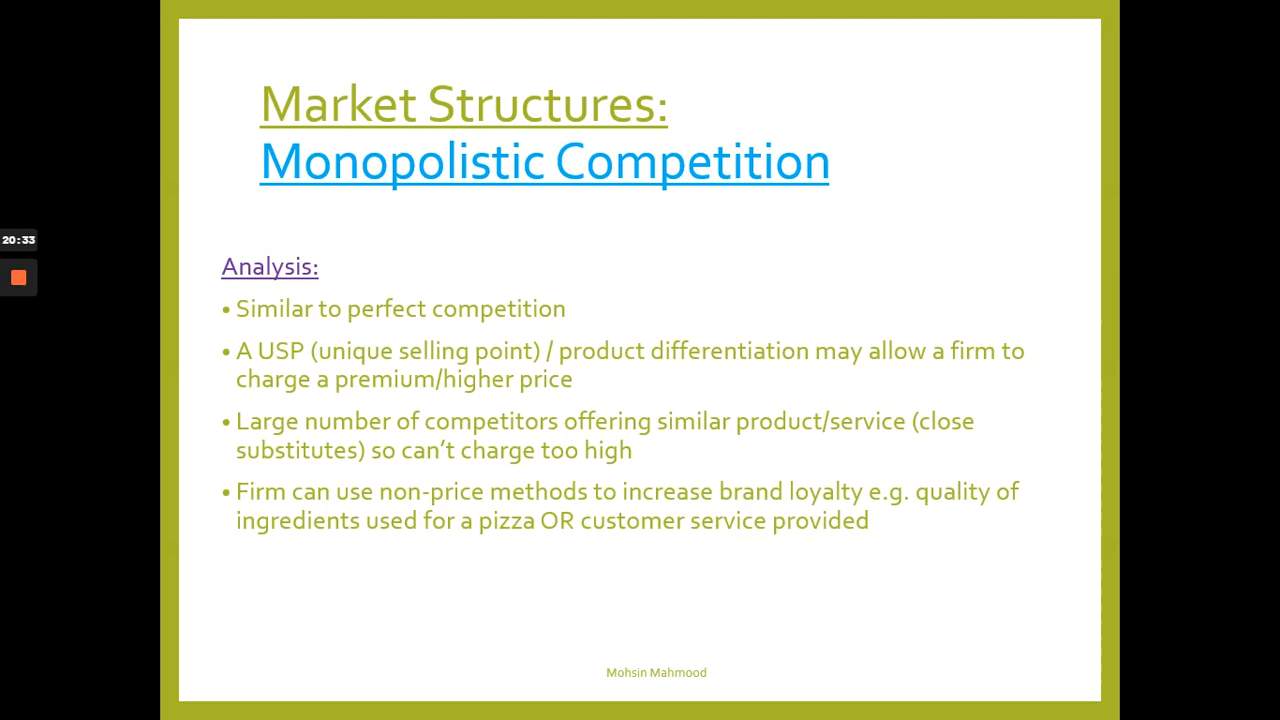 Market Structures:
Monopolistic Competition
20:33
Analysis:
• Similar to perfect competition
• A USP (unique selling point) / product differentiation may allow a firm to
charge a premium/higher price
• Large number of competitors offering similar product/service (close
substitutes) so can’t charge too high
• Firm can use non-price methods to increase brand loyalty e.g. quality of
ingredients used for a pizza OR customer service provided
Mohsin Mahmood